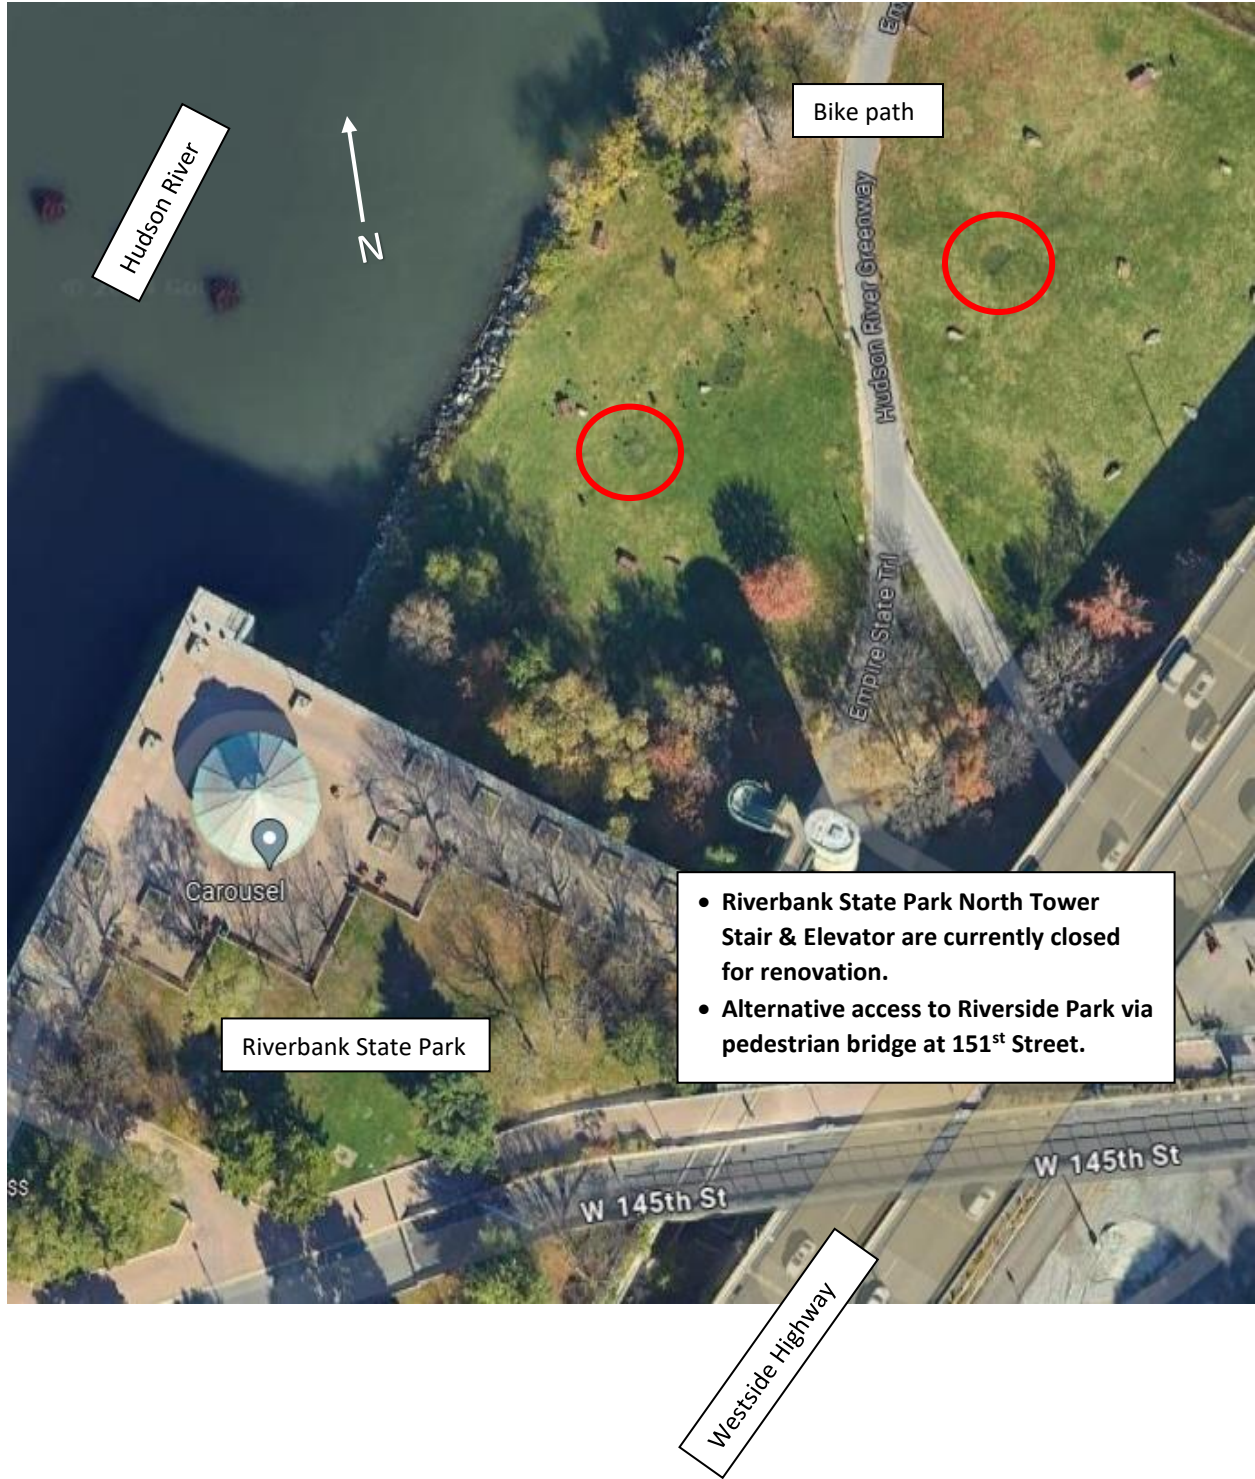 Em
Bike path
Hudson River
N
Hudson River Greenway
Empire State Trl
Carousel
• Riverbank State Park North Tower
Stair & Elevator are currently closed
for renovation.
• Alternative access to Riverside Park via
pedestrian bridge at 151st Street.
Riverbank State Park
W 145th St
W 145th St
ss
Westside Highway